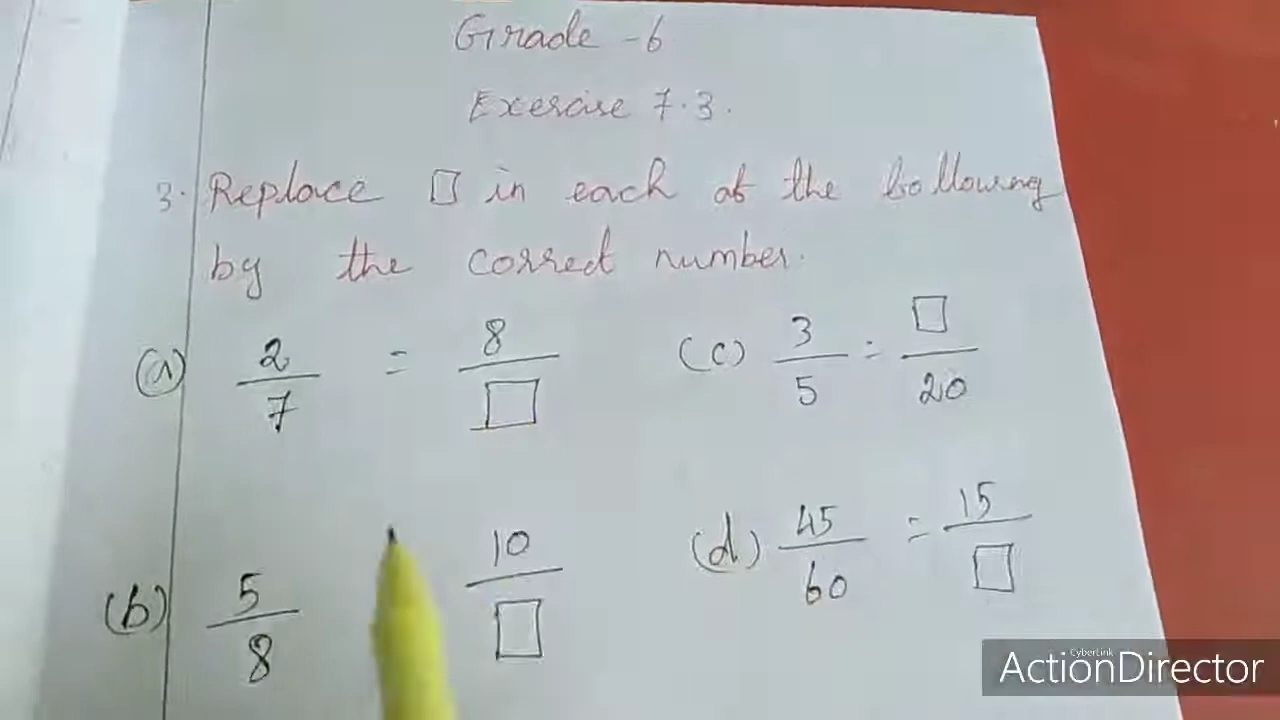 Grade - 6
Exercise 7.3.
3. Replace □ in each of the following
by the correct number.
(a) 2/7 = 8/□
(c) 3/5 = □/20
(b) 5/8 10/□
(d) 45/60 = 15/□
CyberLink
ActionDirector